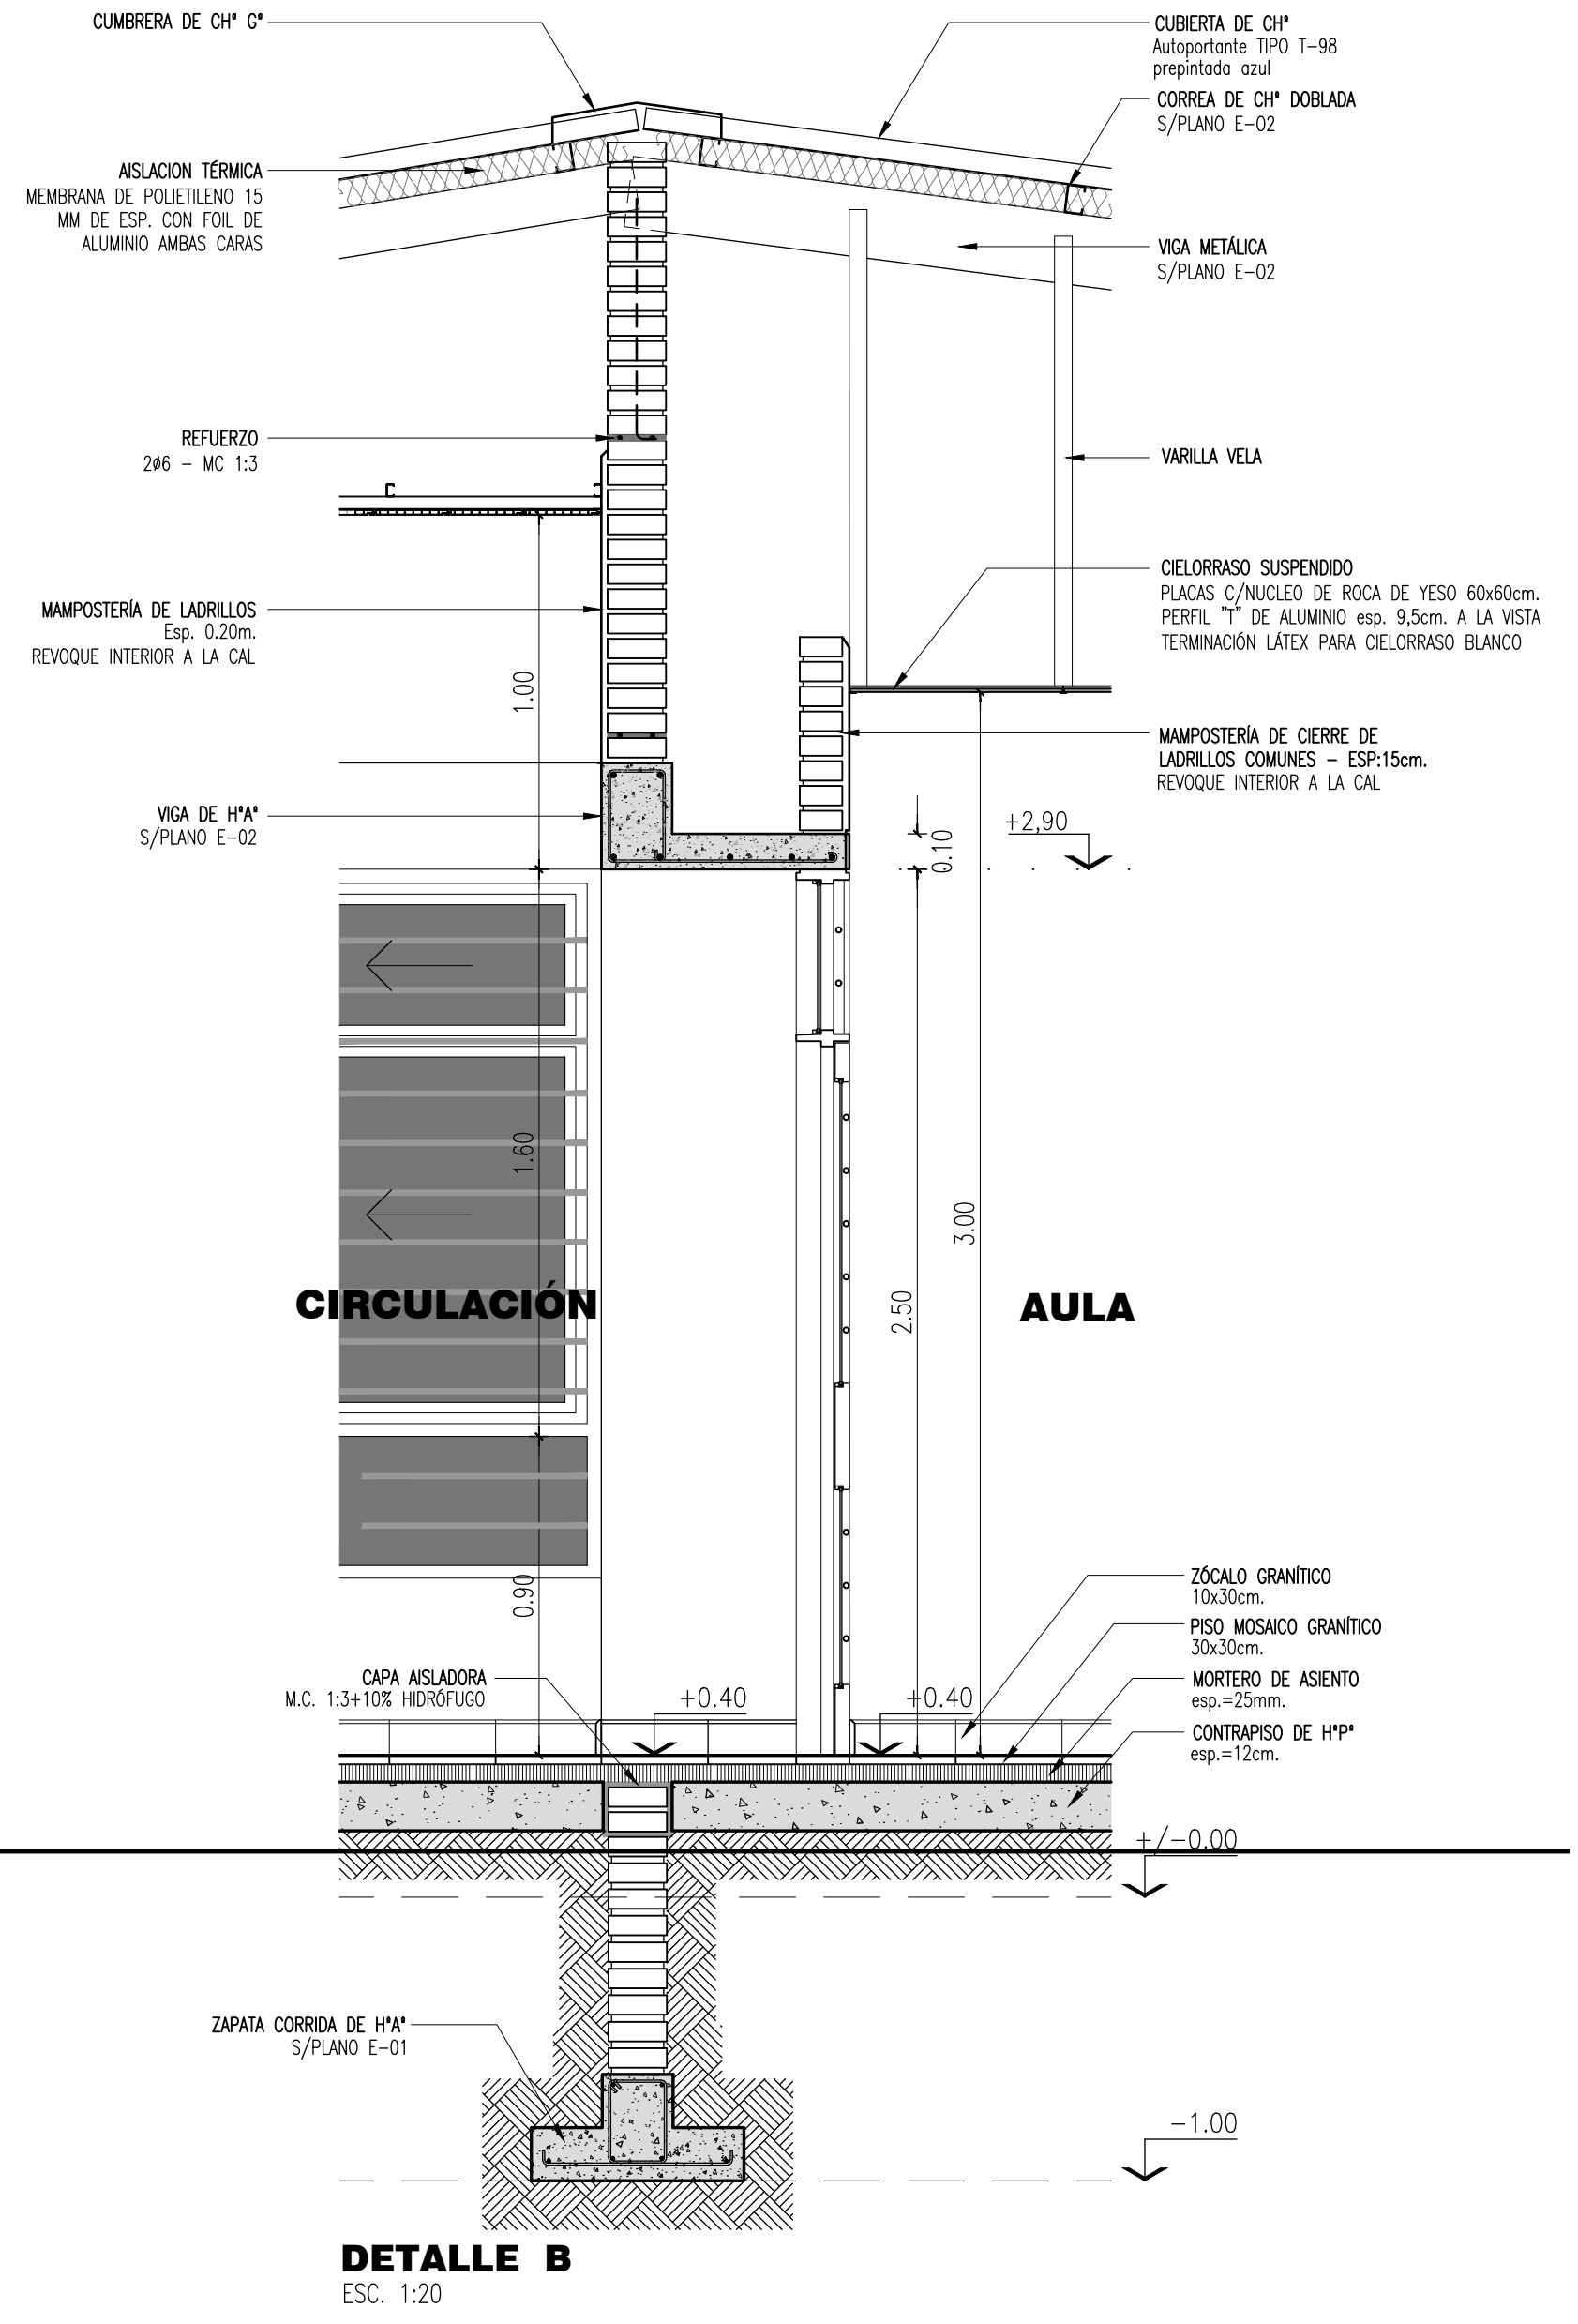 CUMBRERA DE CHª Gª
CUBIERTA DE CHª
Autoportante TIPO T-98
prepintada azul
CORREA DE CHª DOBLADA
S/PLANO E-02
AISLACION TÉRMICA
MEMBRANA DE POLIETILENO 15
MM DE ESP. CON FOIL DE
ALUMINIO AMBAS CARAS
VIGA METÁLICA
S/PLANO E-02
REFUERZO
2ø6 - MC 1:3
VARILLA VELA
CIELORRASO SUSPENDIDO
PLACAS C/NUCLEO DE ROCA DE YESO 60x60cm.
PERFIL "T" DE ALUMINIO esp. 9,5cm. A LA VISTA
TERMINACIÓN LÁTEX PARA CIELORRASO BLANCO
MAMPOSTERÍA DE LADRILLOS
Esp. 0.20m.
REVOQUE INTERIOR A LA CAL
1.00
MAMPOSTERÍA DE CIERRE DE
LADRILLOS COMUNES - ESP:15cm.
REVOQUE INTERIOR A LA CAL
VIGA DE HªAª
S/PLANO E-02
0.10
+2,90
1.60
3.00
2.50
CIRCULACIÓN
AULA
0.90
ZÓCALO GRANÍTICO
10x30cm.
PISO MOSAICO GRANÍTICO
30x30cm.
MORTERO DE ASIENTO
esp.=25mm.
CONTRAPISO DE HªPª
esp.=12cm.
CAPA AISLADORA
M.C. 1:3+10% HIDRÓFUGO
+0.40
+0.40
+/-0.00
ZAPATA CORRIDA DE HªAª
S/PLANO E-01
-1.00
DETALLE B
ESC. 1:20